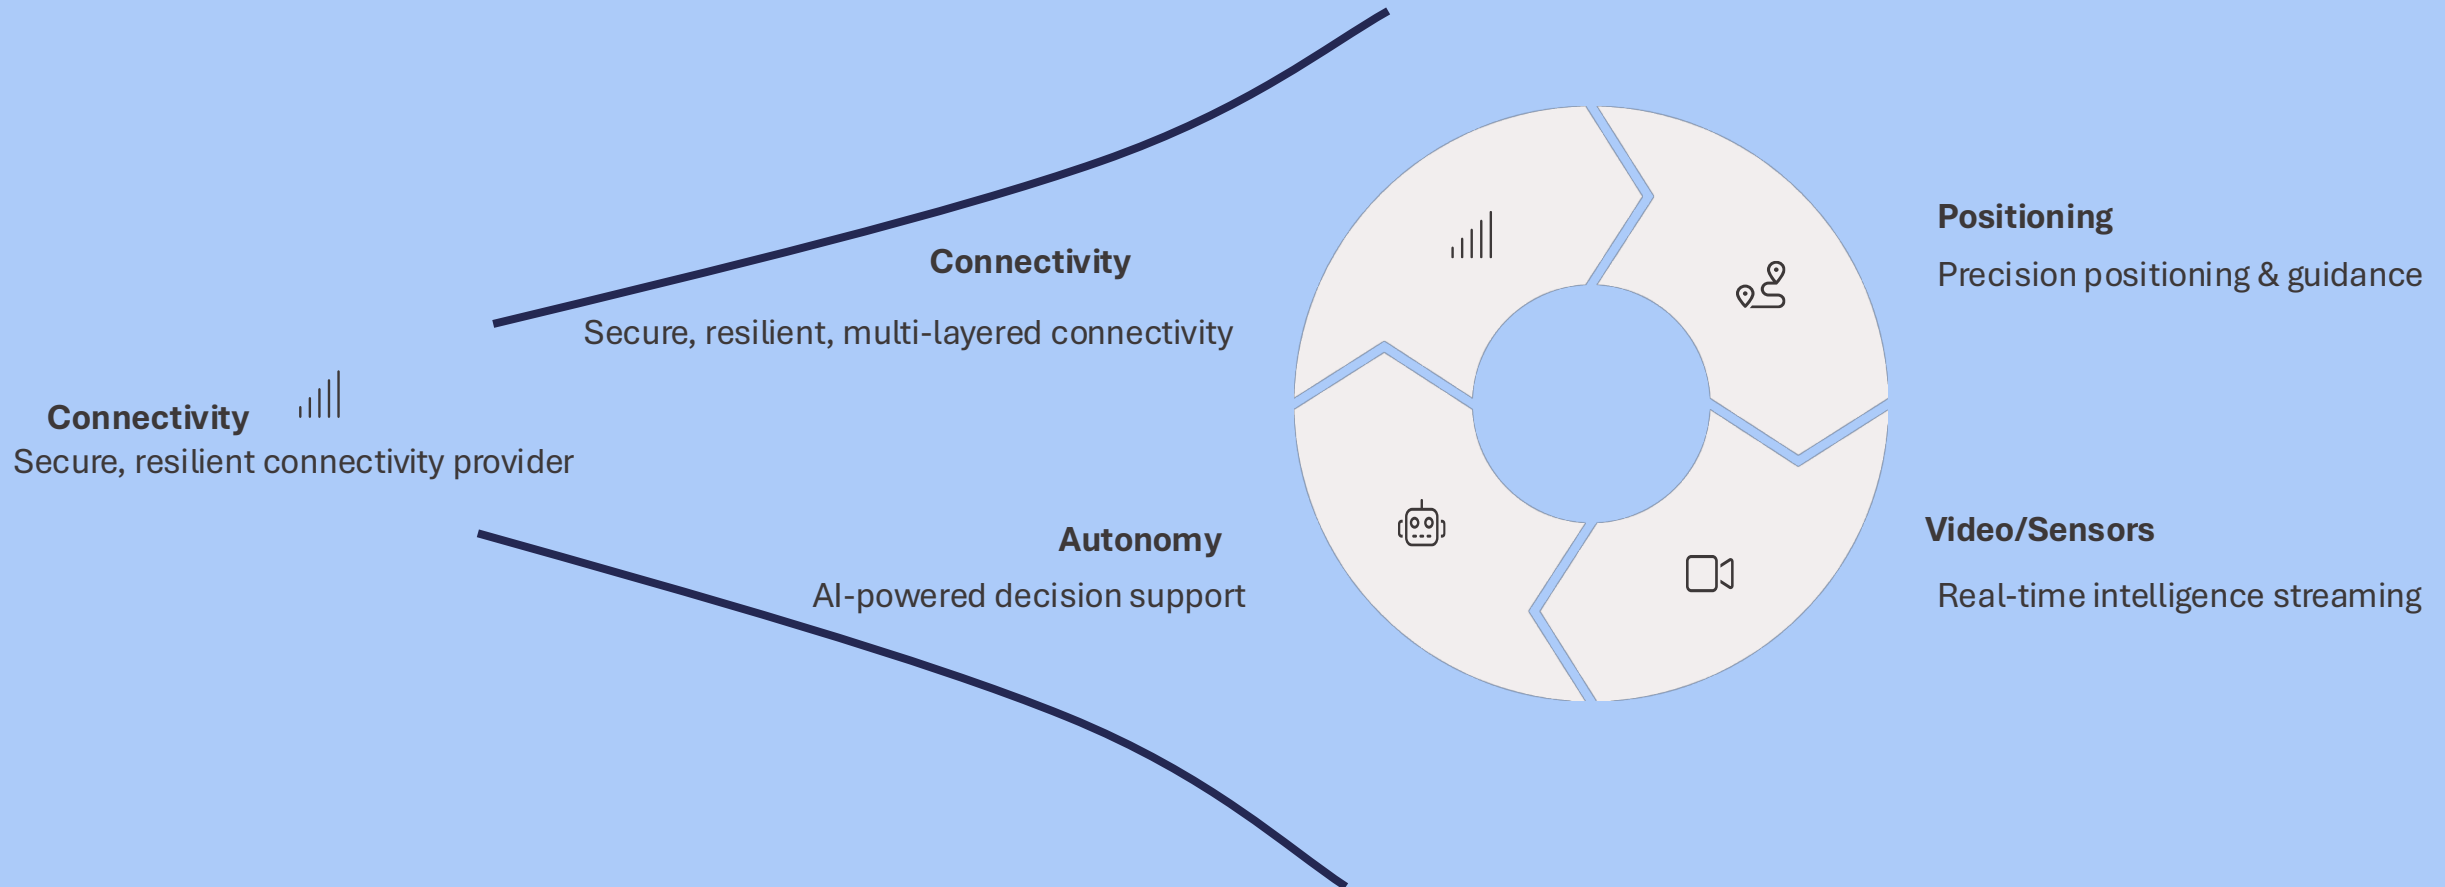 Connectivity
Secure, resilient connectivity provider
Connectivity
Secure, resilient, multi-layered connectivity
Autonomy
AI-powered decision support
Positioning
Precision positioning & guidance
Video/Sensors
Real-time intelligence streaming